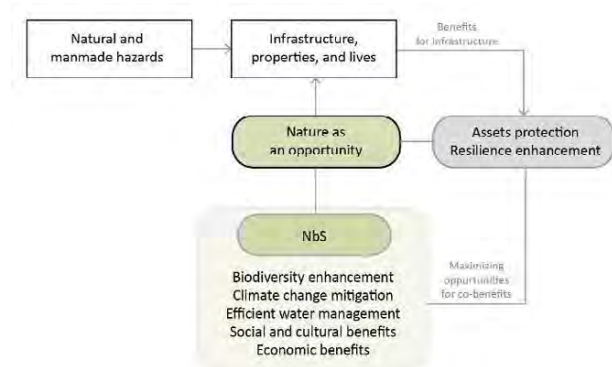 Natural and
manmade hazards
Infrastructure,
properties, and lives
Benefits
for infrastructure
Nature as
an opportunity
Assets protection
Resilience enhancement
NbS
Biodiversity enhancement
Climate change mitigation
Efficient water management
Social and cultural benefits
Economic benefits
Maximizing
oppurtunities
for co-benefits